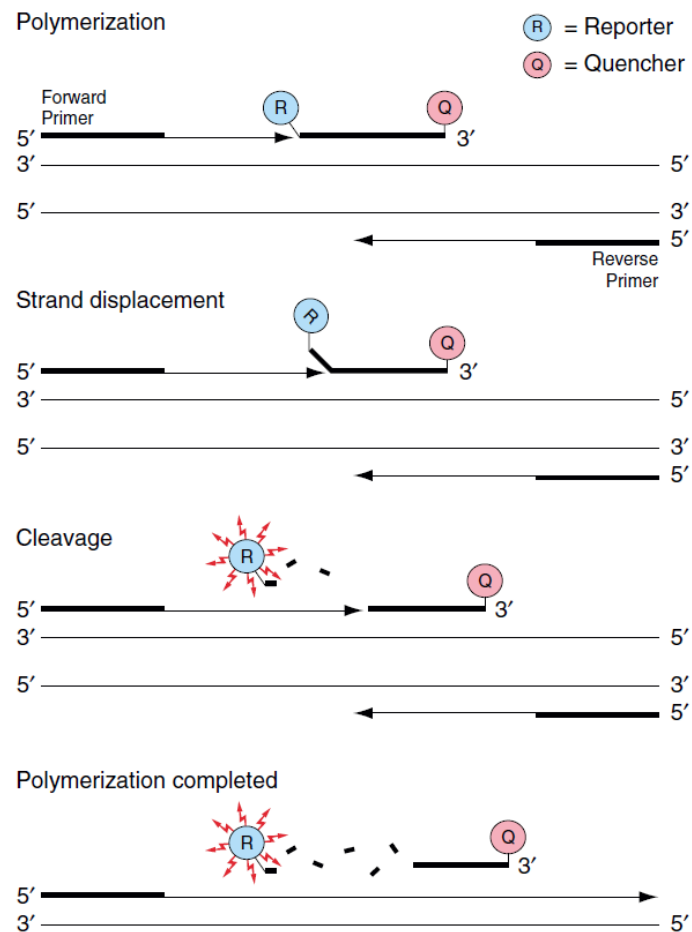 Polymerization
R = Reporter
Q = Quencher
Forward
Primer
R
Q
5′ 3′
3′ 5′
5′ 3′
5′
Reverse
Primer
Strand displacement
R
Q
5′ 3′
3′ 5′
5′ 3′
5′
Cleavage
R
Q
5′ 3′
3′ 5′
5′ 3′
5′
Polymerization completed
R
Q
3′
5′
3′ 5′